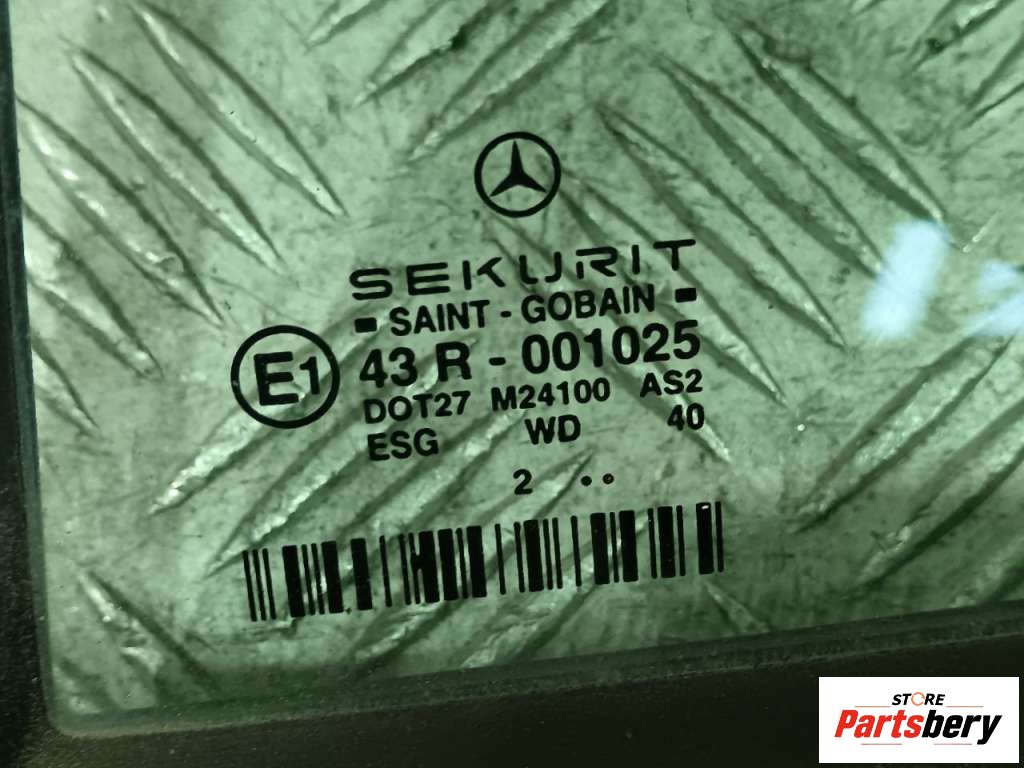 SEKURIT
- SAINT - GOBAIN -
E1
43 R - 001025
DOT27 M24100 AS2
ESG WD 40
2 ..
STORE
Partsbery